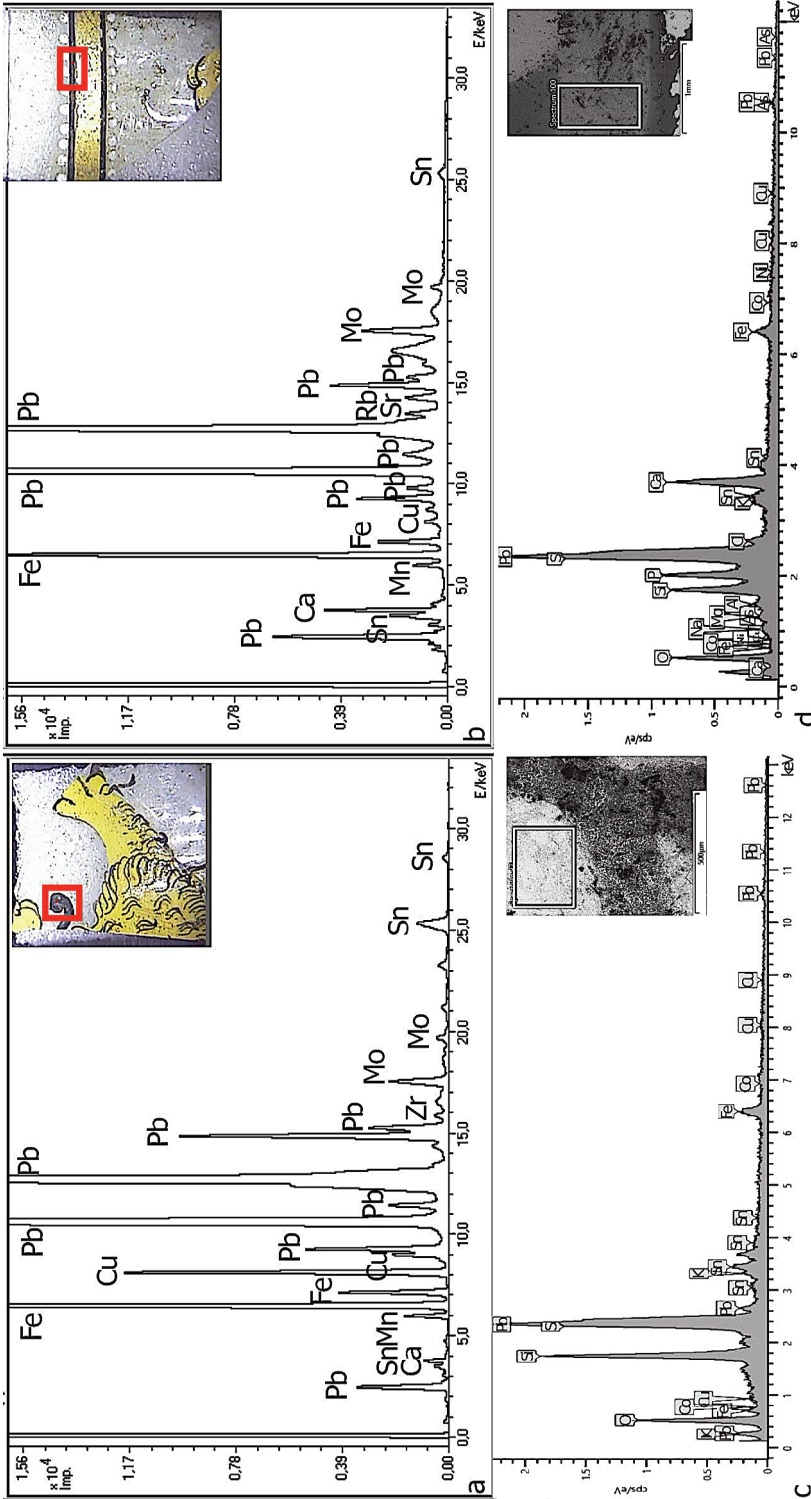 1,56
×10⁴
Imp.
1,17
0,78
0,39
0,00
Fe
Pb
Pb
Cu
Pb
Pb
Fe
Pb
Mo
Pb
SnMn
Cu
Pb
Ca
Zr
Mo
Sn
Sn
0,0
5,0
10,0
15,0
20,0
25,0
30,0
E/keV
a
1,56
×10⁴
Imp.
1,17
0,78
0,39
0,00
Fe
Pb
Pb
Pb
Ca
Pb
Mo
Fe
Rb
Pb
Sn
Mn
Cu
Pb
Pb
Sr
Pb
Mo
Sn
0,0
5,0
10,0
15,0
20,0
25,0
30,0
E/keV
b
cps/eV
2
1.5
1
0.5
0
Pb
Si
S
O
Co
Cu
K
Fe
Pb
Pb
Sn
K
Sn
Sn
Sn
Fe
Co
Cu
Cu
Pb
Pb
Pb
500µm
0
1
2
3
4
5
6
7
8
9
10
11
12
keV
c
cps/eV
2
1.5
1
0.5
0
Pb
S
O
Si
P
Ca
Na
Co
Mg
Fe
Al
Ni
As
Ca
Cl
Sn
K
Sn
Fe
Co
Ni
Cu
Cu
Pb
As
Pb
As
Spectrum 100
1mm
0
2
4
6
8
10
keV
d